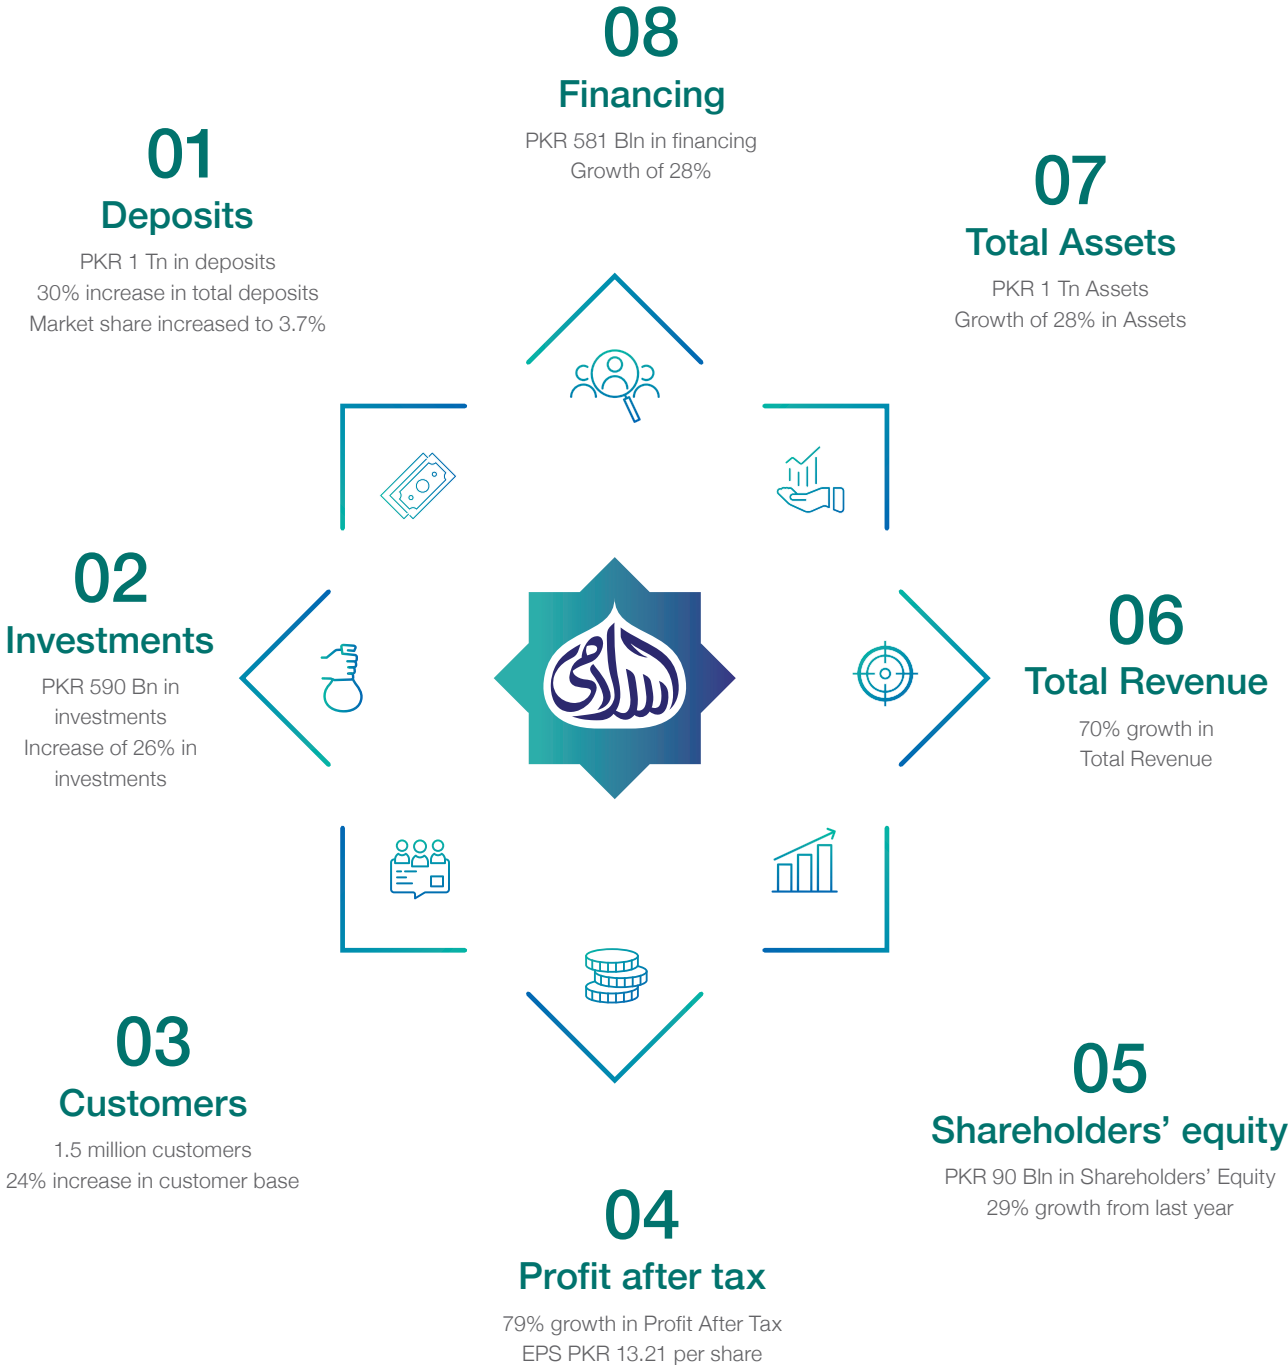 08
Financing
PKR 581 Bln in financing
Growth of 28%
01
Deposits
PKR 1 Tn in deposits
30% increase in total deposits
Market share increased to 3.7%
07
Total Assets
PKR 1 Tn Assets
Growth of 28% in Assets
02
Investments
PKR 590 Bn in
investments
Increase of 26% in
investments
اسلامی
06
Total Revenue
70% growth in
Total Revenue
03
Customers
1.5 million customers
24% increase in customer base
05
Shareholders’ equity
PKR 90 Bln in Shareholders’ Equity
29% growth from last year
04
Profit after tax
79% growth in Profit After Tax
EPS PKR 13.21 per share